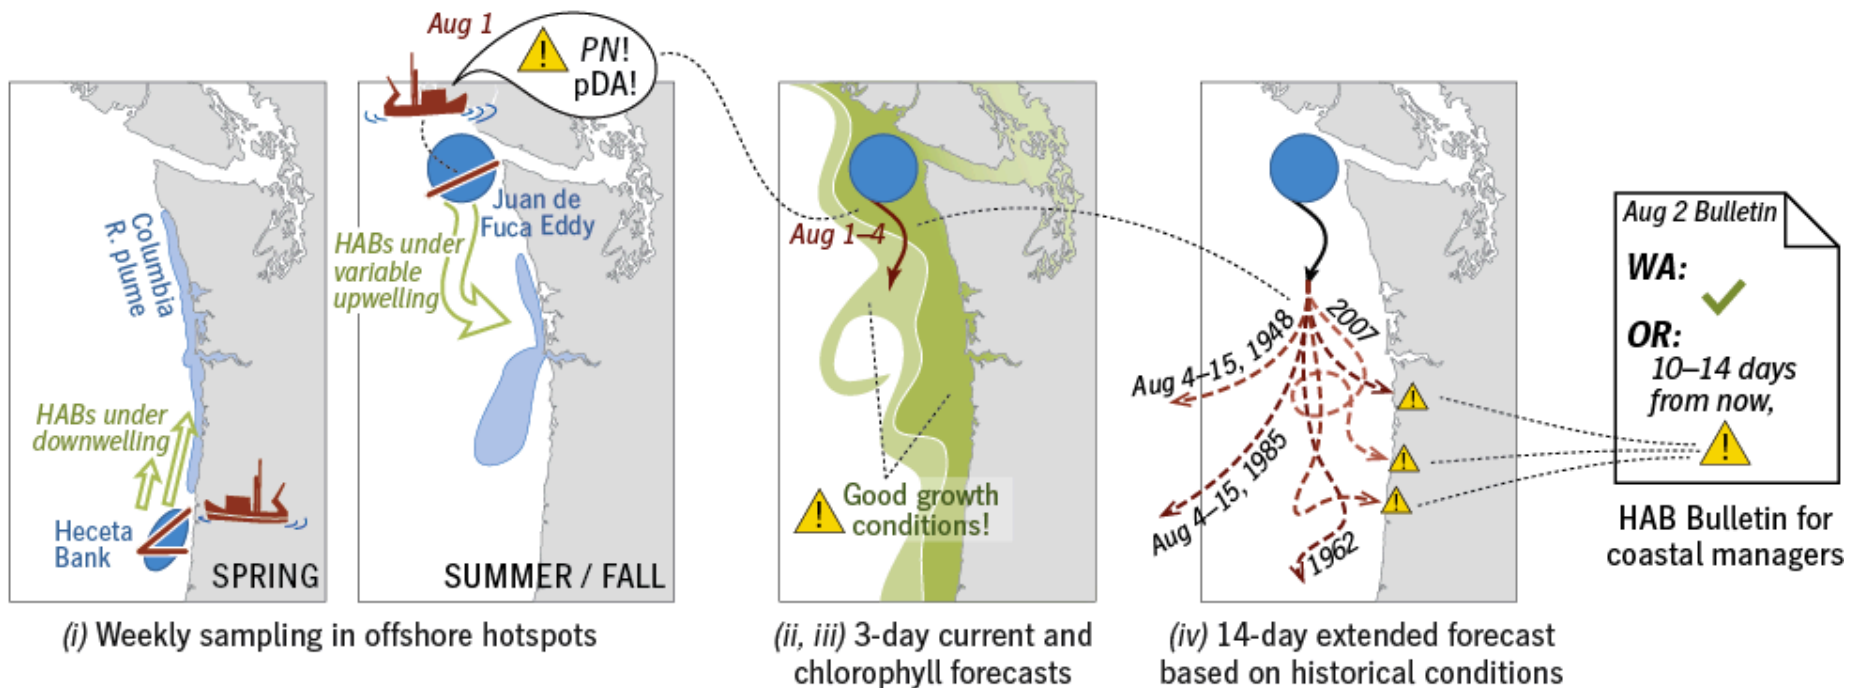 Aug 1
!
PN!
pDA!
Columbia
R. plume
HABs under
downwelling
Heceta
Bank
SPRING
Juan de
Fuca Eddy
HABs under
variable
upwelling
SUMMER / FALL
(i) Weekly sampling in offshore hotspots
Aug 1–4
!
Good growth
conditions!
(ii, iii) 3-day current and
chlorophyll forecasts
2007
Aug 4–15, 1948
Aug 4–15, 1985
1962
!
!
!
(iv) 14-day extended forecast
based on historical conditions
Aug 2 Bulletin
WA:
OR:
10–14 days
from now,
!
HAB Bulletin for
coastal managers